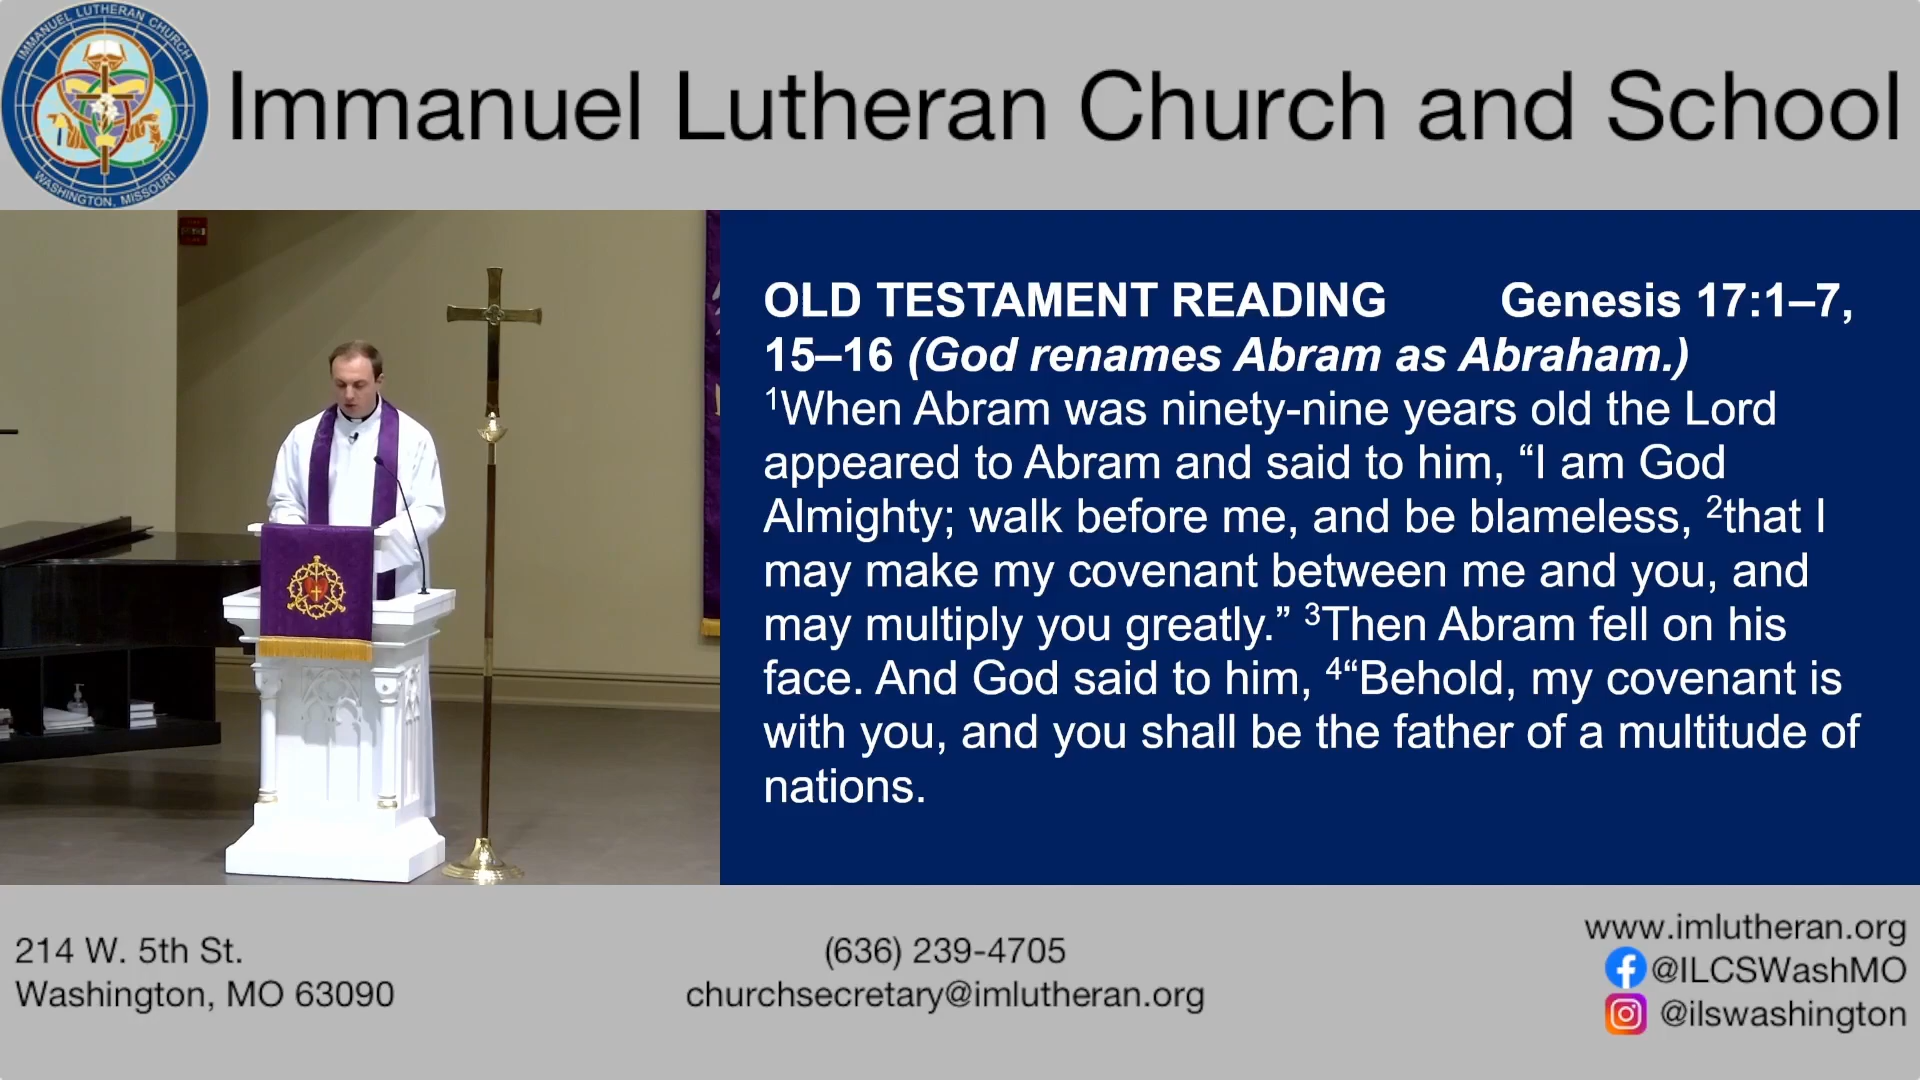 IMMANUEL LUTHERAN CHURCH
WASHINGTON, MISSOURI
Immanuel Lutheran Church and School
OLD TESTAMENT READING Genesis 17:1–7,
15–16 (God renames Abram as Abraham.)
1When Abram was ninety-nine years old the Lord
appeared to Abram and said to him, “I am God
Almighty; walk before me, and be blameless, 2that I
may make my covenant between me and you, and
may multiply you greatly.” 3Then Abram fell on his
face. And God said to him, 4“Behold, my covenant is
with you, and you shall be the father of a multitude of
nations.
214 W. 5th St.
Washington, MO 63090
(636) 239-4705
churchsecretary@imlutheran.org
www.imlutheran.org
@ILCSWashMO
@ilswashington